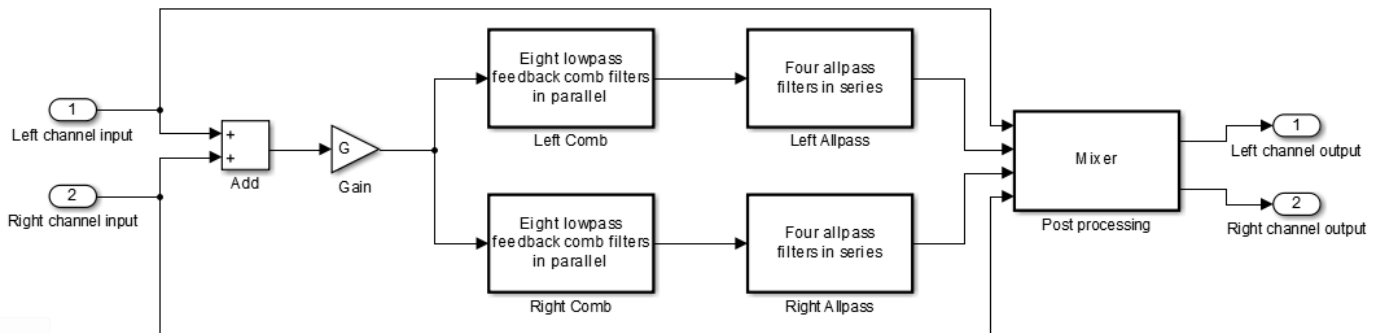 1
Left channel input
2
Right channel input
+
+
Add
G
Gain
Eight lowpass
feedback comb filters
in parallel
Left Comb
Four allpass
filters in series
Left Allpass
Eight lowpass
feedback comb filters
in parallel
Right Comb
Four allpass
filters in series
Right Allpass
Mixer
Post processing
1
Left channel output
2
Right channel output